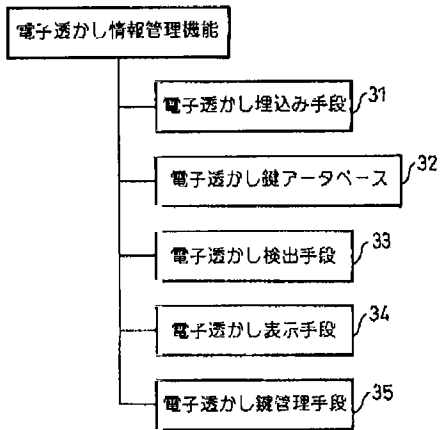 電子透かし情報管理機能
電子透かし埋込み手段
31
電子透かし鍵アータベース
32
電子透かし検出手段
33
電子透かし表示手段
34
電子透かし鍵管理手段
35